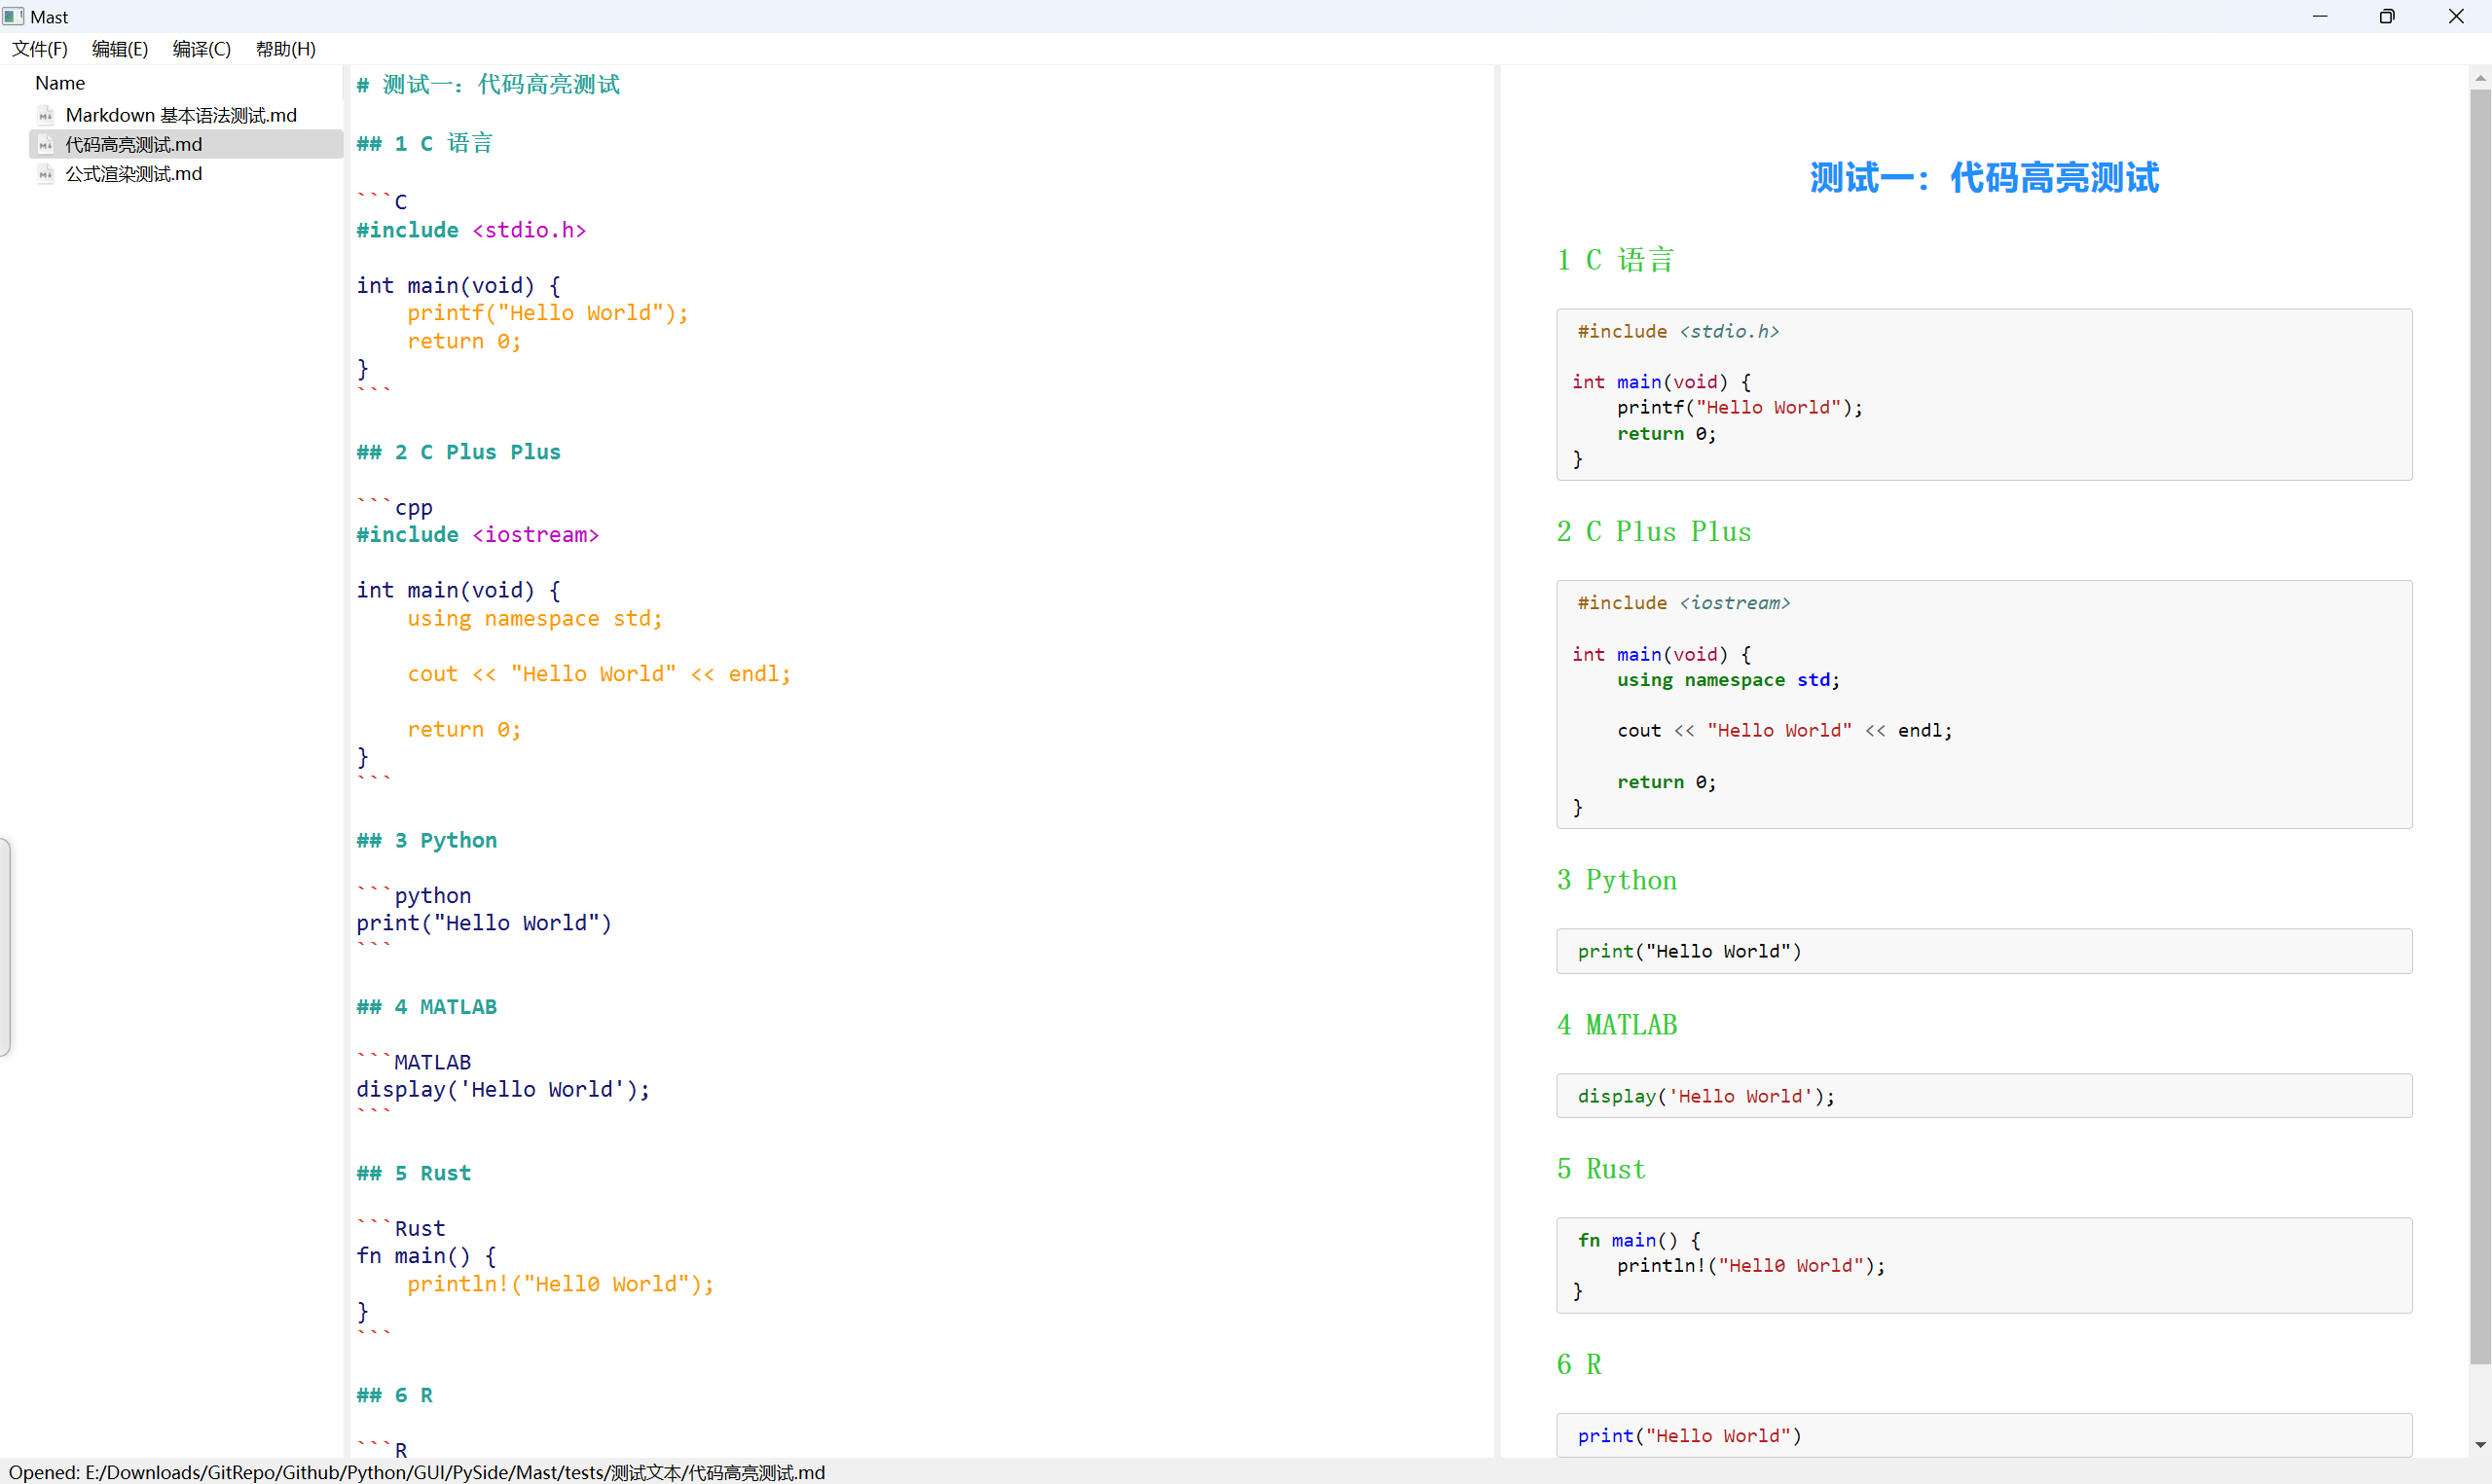 Mast
文件(F) 编辑(E) 编译(C) 帮助(H)
Name
Markdown 基本语法测试.md
代码高亮测试.md
公式渲染测试.md
# 测试一：代码高亮测试
## 1 C 语言
```C
#include <stdio.h>
int main(void) {
    printf("Hello World");
    return 0;
}
```
## 2 C Plus Plus
```cpp
#include <iostream>
int main(void) {
    using namespace std;
    cout << "Hello World" << endl;
    return 0;
}
```
## 3 Python
```python
print("Hello World")
```
## 4 MATLAB
```MATLAB
display('Hello World');
```
## 5 Rust
```Rust
fn main() {
    println!("Hell0 World");
}
```
## 6 R
```R
测试一：代码高亮测试
1 C 语言
#include <stdio.h>
int main(void) {
    printf("Hello World");
    return 0;
}
2 C Plus Plus
#include <iostream>
int main(void) {
    using namespace std;
    cout << "Hello World" << endl;
    return 0;
}
3 Python
print("Hello World")
4 MATLAB
display('Hello World');
5 Rust
fn main() {
    println!("Hell0 World");
}
6 R
print("Hello World")
Opened: E:/Downloads/GitRepo/Github/Python/GUI/PySide/Mast/tests/测试文本/代码高亮测试.md